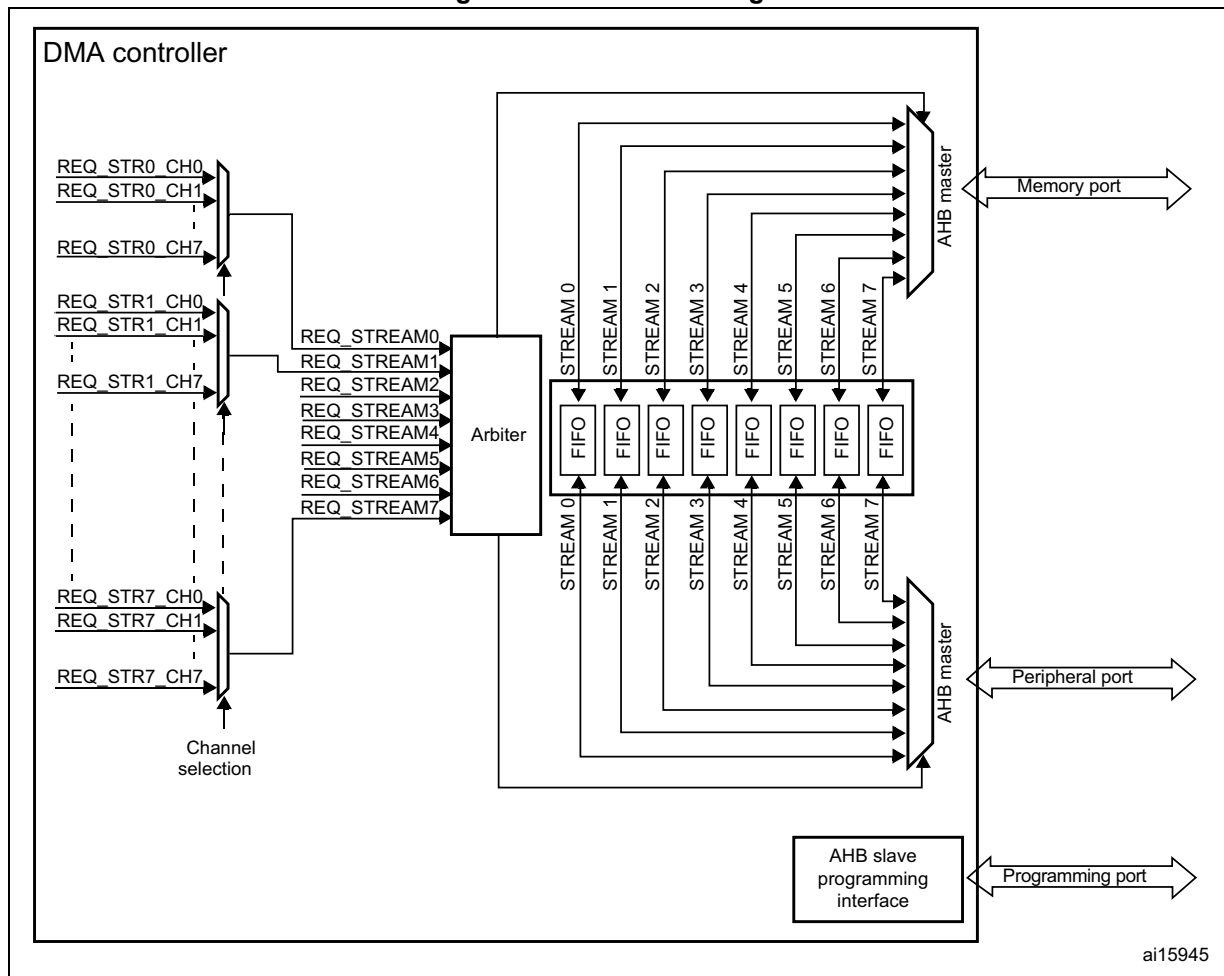 DMA controller
REQ_STR0_CH0
REQ_STR0_CH1
REQ_STR0_CH7
REQ_STR1_CH0
REQ_STR1_CH1
REQ_STR1_CH7
REQ_STR7_CH0
REQ_STR7_CH1
REQ_STR7_CH7
Channel
selection
REQ_STREAM0
REQ_STREAM1
REQ_STREAM2
REQ_STREAM3
REQ_STREAM4
REQ_STREAM5
REQ_STREAM6
REQ_STREAM7
Arbiter
STREAM 0
STREAM 1
STREAM 2
STREAM 3
STREAM 4
STREAM 5
STREAM 6
STREAM 7
FIFO
FIFO
FIFO
FIFO
FIFO
FIFO
FIFO
FIFO
STREAM 0
STREAM 1
STREAM 2
STREAM 3
STREAM 4
STREAM 5
STREAM 6
STREAM 7
AHB master
Memory port
AHB master
Peripheral port
AHB slave
programming
interface
Programming port
ai15945